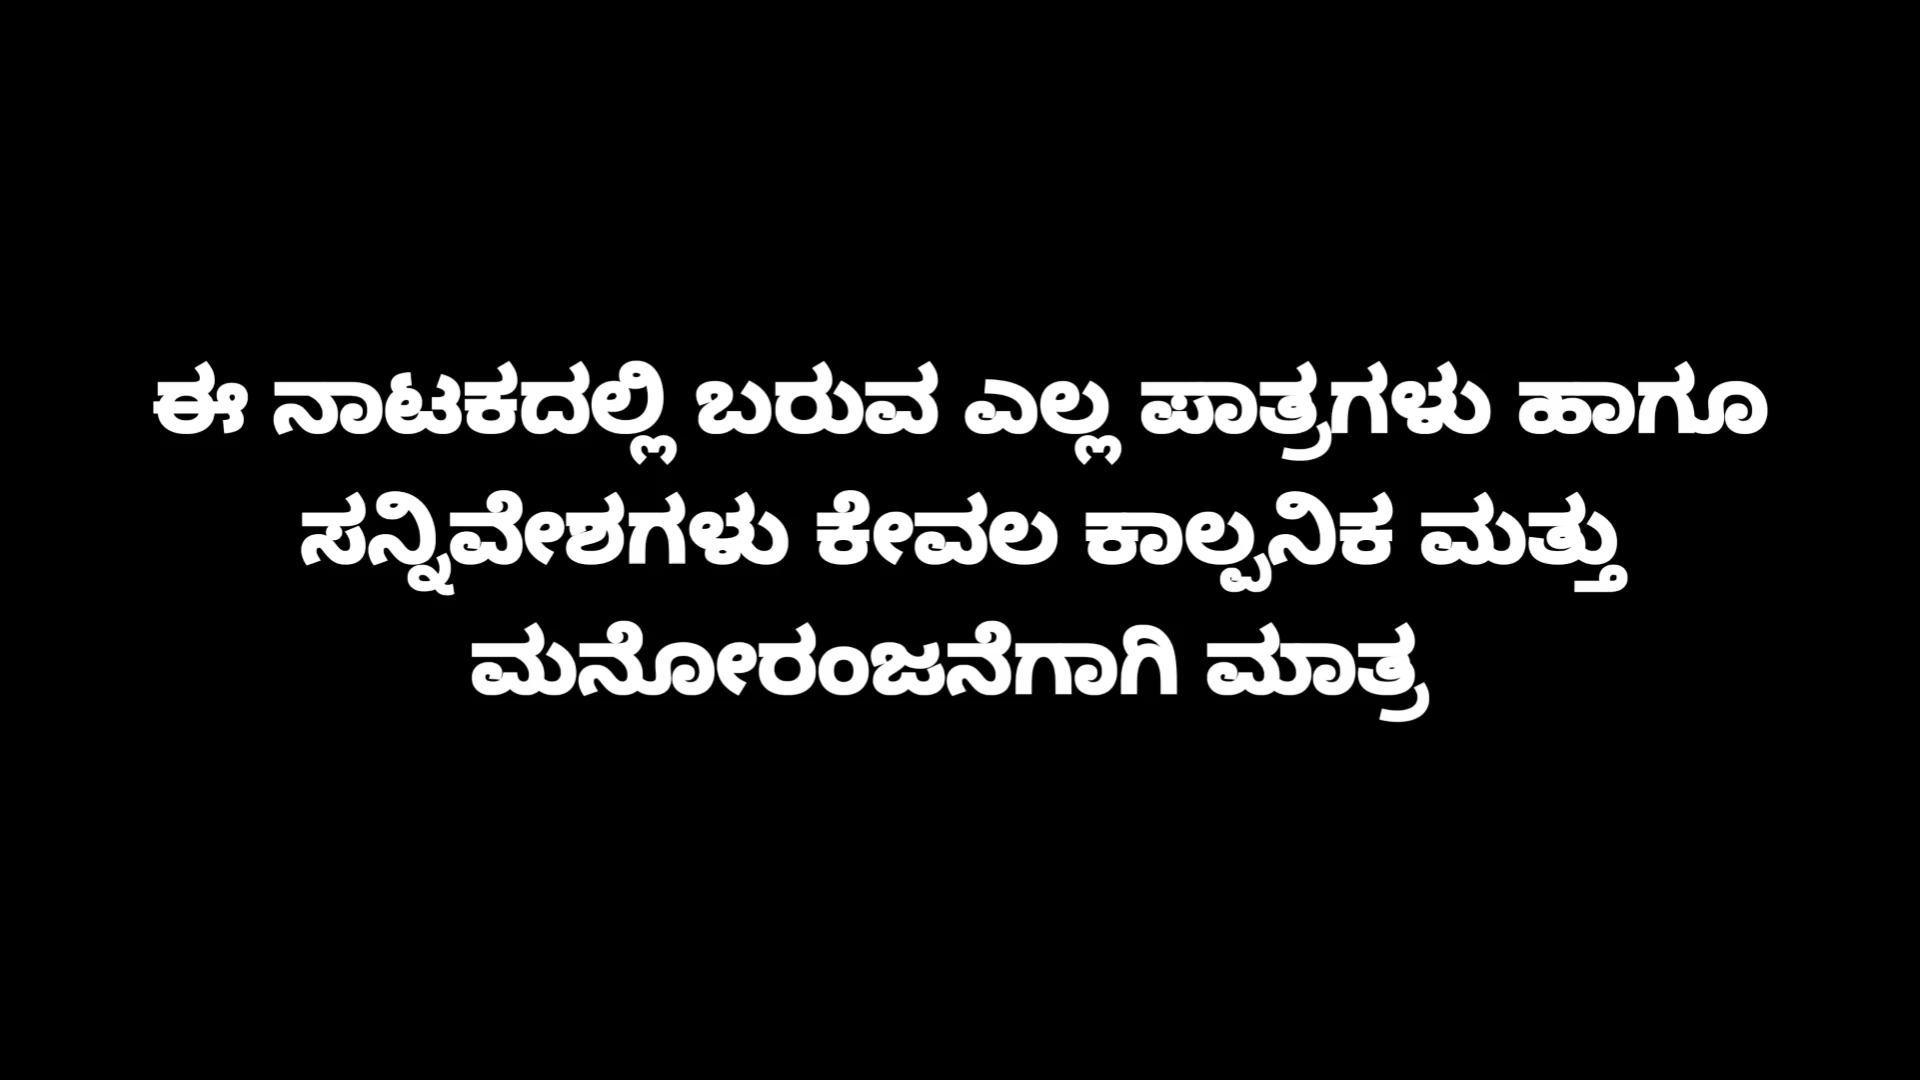 ಈ ನಾಟಕದಲ್ಲಿ ಬರುವ ಎಲ್ಲ ಪಾತ್ರಗಳು ಹಾಗೂ
ಸನ್ನಿವೇಶಗಳು ಕೇವಲ ಕಾಲ್ಪನಿಕ ಮತ್ತು
ಮನೋರಂಜನೆಗಾಗಿ ಮಾತ್ರ